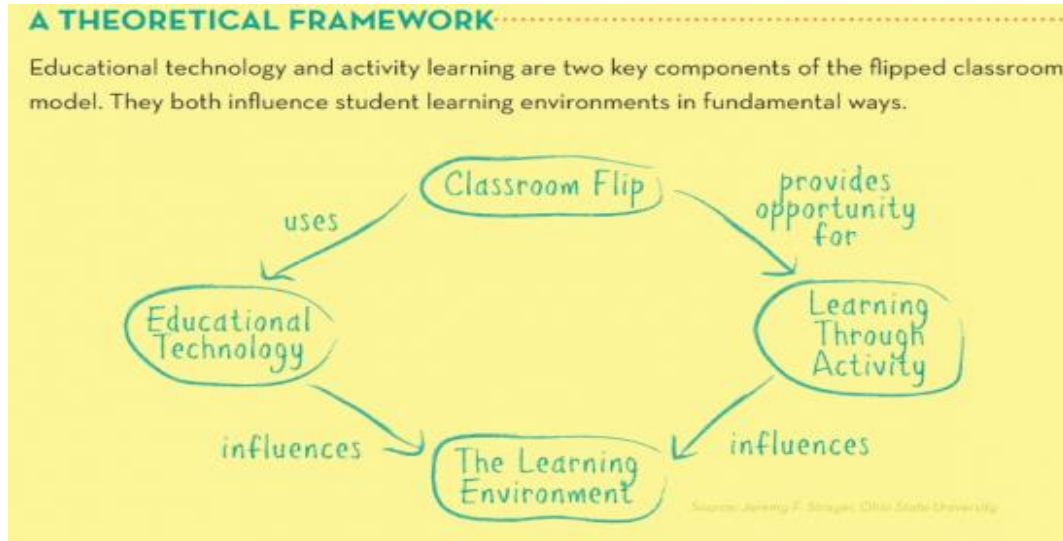 A THEORETICAL FRAMEWORK
Educational technology and activity learning are two key components of the flipped classroom
model. They both influence student learning environments in fundamental ways.
Classroom Flip
uses
provides
opportunity
for
Educational
Technology
Learning
Through
Activity
influences
influences
The Learning
Environment
Source: Jeremy F. Strayer, Ohio State University